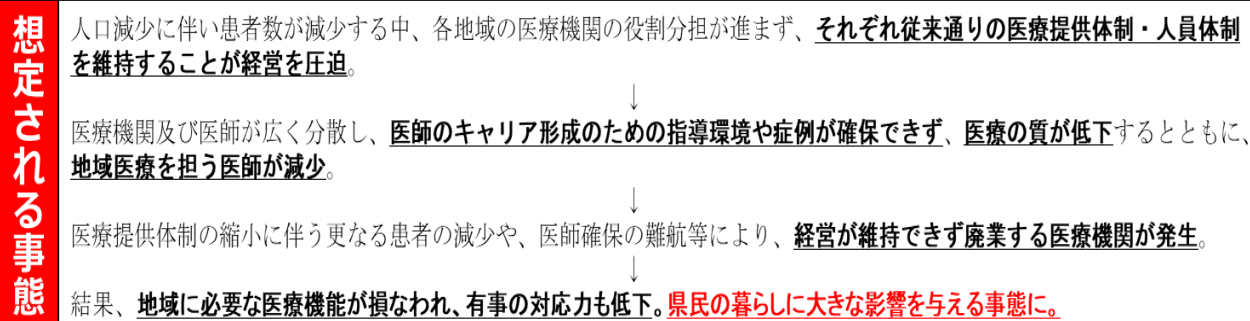 想定される事態
人口減少に伴い患者数が減少する中、各地域の医療機関の役割分担が進まず、それぞれ従来通りの医療提供体制・人員体制
を維持することが経営を圧迫。
↓
医療機関及び医師が広く分散し、医師のキャリア形成のための指導環境や症例が確保できず、医療の質が低下するとともに、
地域医療を担う医師が減少。
↓
医療提供体制の縮小に伴う更なる患者の減少や、医師確保の難航等により、経営が維持できず廃業する医療機関が発生。
↓
結果、地域に必要な医療機能が損なわれ、有事の対応力も低下。県民の暮らしに大きな影響を与える事態に。